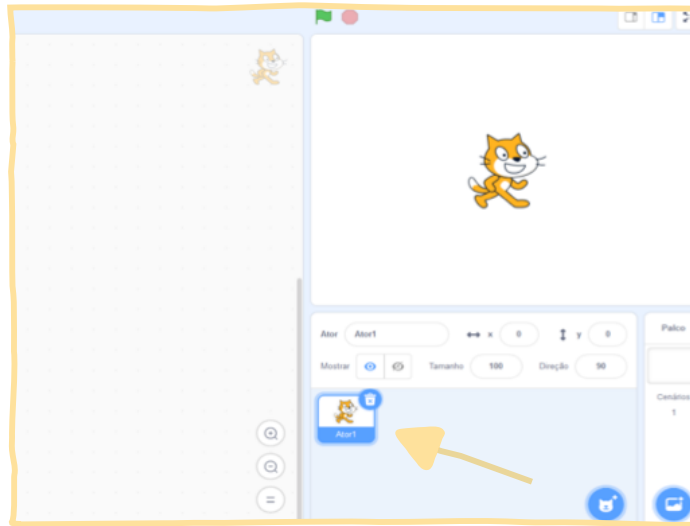 Ator Ator1 x 0 y 0
Palco
Mostrar Tamanho 100 Direção 90
Cenários
1
Ator1